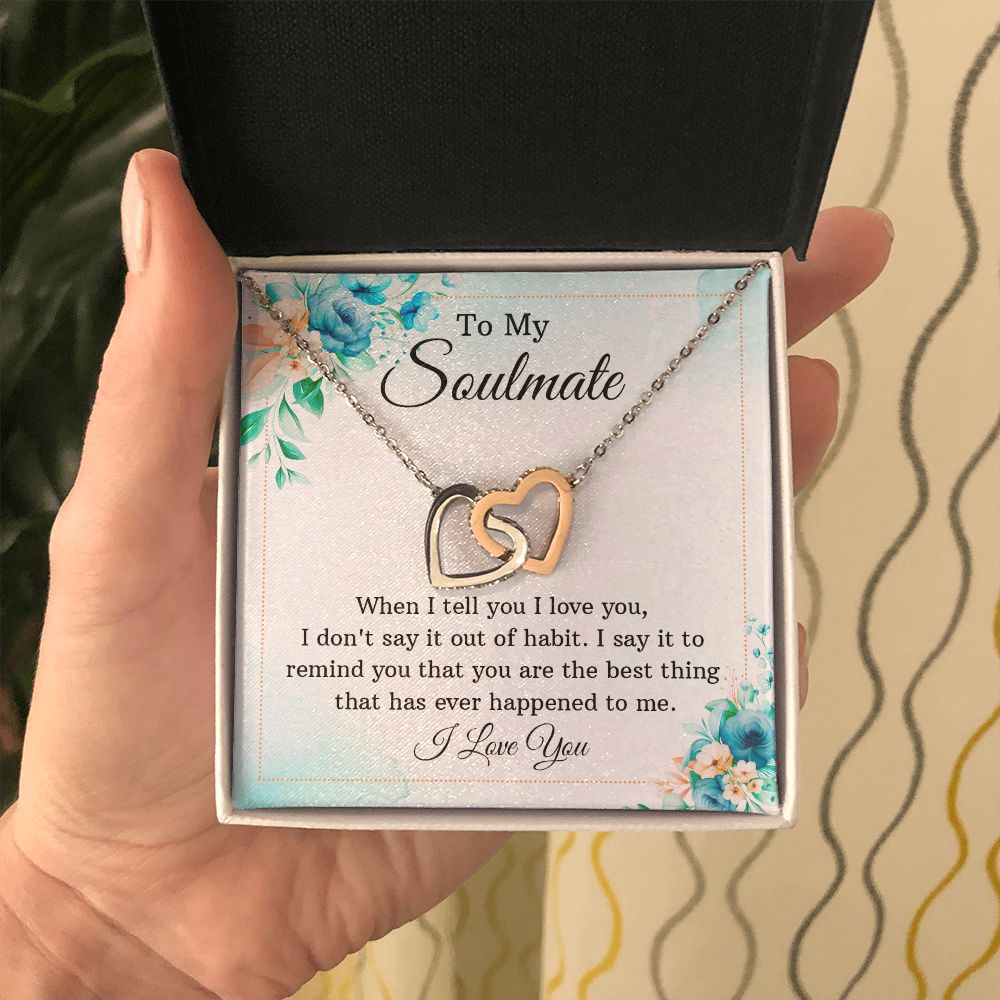 To My
Soulmate
When I tell you I love you,
I don't say it out of habit. I say it to
remind you that you are the best thing
that has ever happened to me.
I Love You